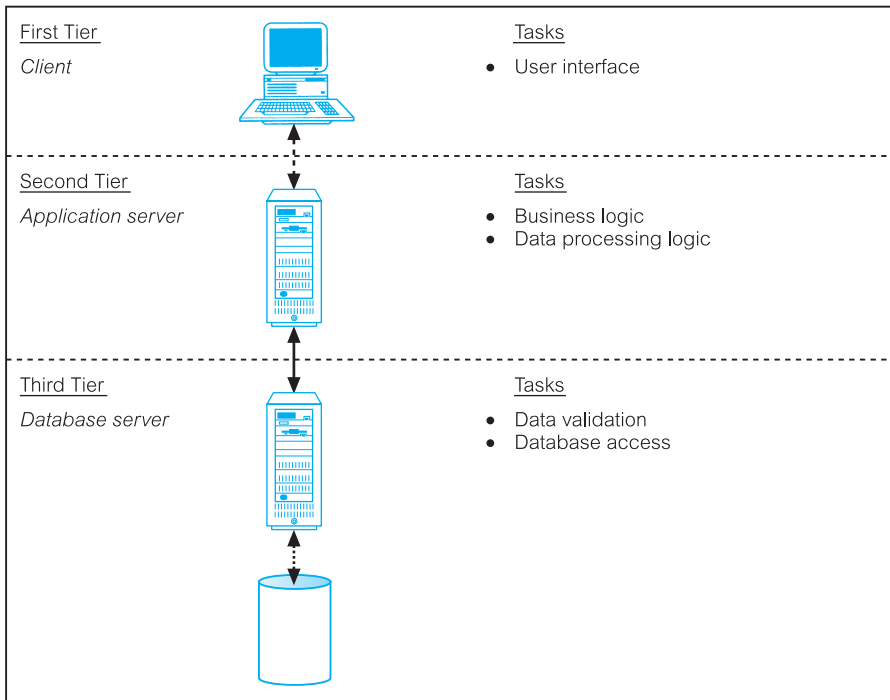 First Tier
Tasks
Client
• User interface
Second Tier
Tasks
Application server
• Business logic
• Data processing logic
Third Tier
Tasks
Database server
• Data validation
• Database access